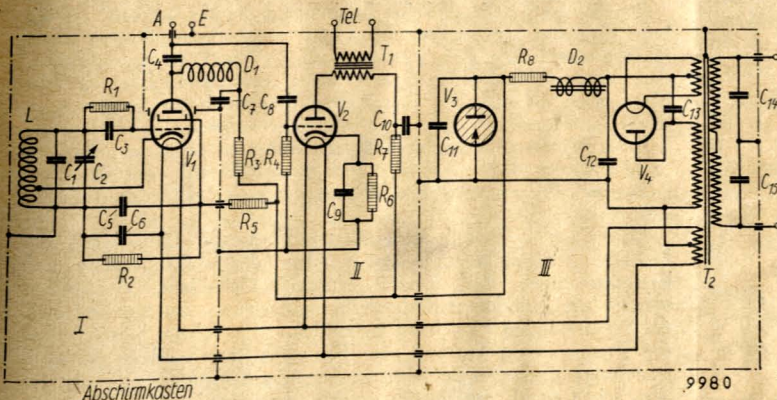 A E Tel.
C4 D1 T1
R1 C7 C8 V2 R8 D2
L V3 C13 C14
C3 V1 R3 R4 C10 C11 V4
C1 C2 R7 C12
C5 C6 R5 C9 R6 C15
R2 II III T2
I
Abschirmkasten 9980